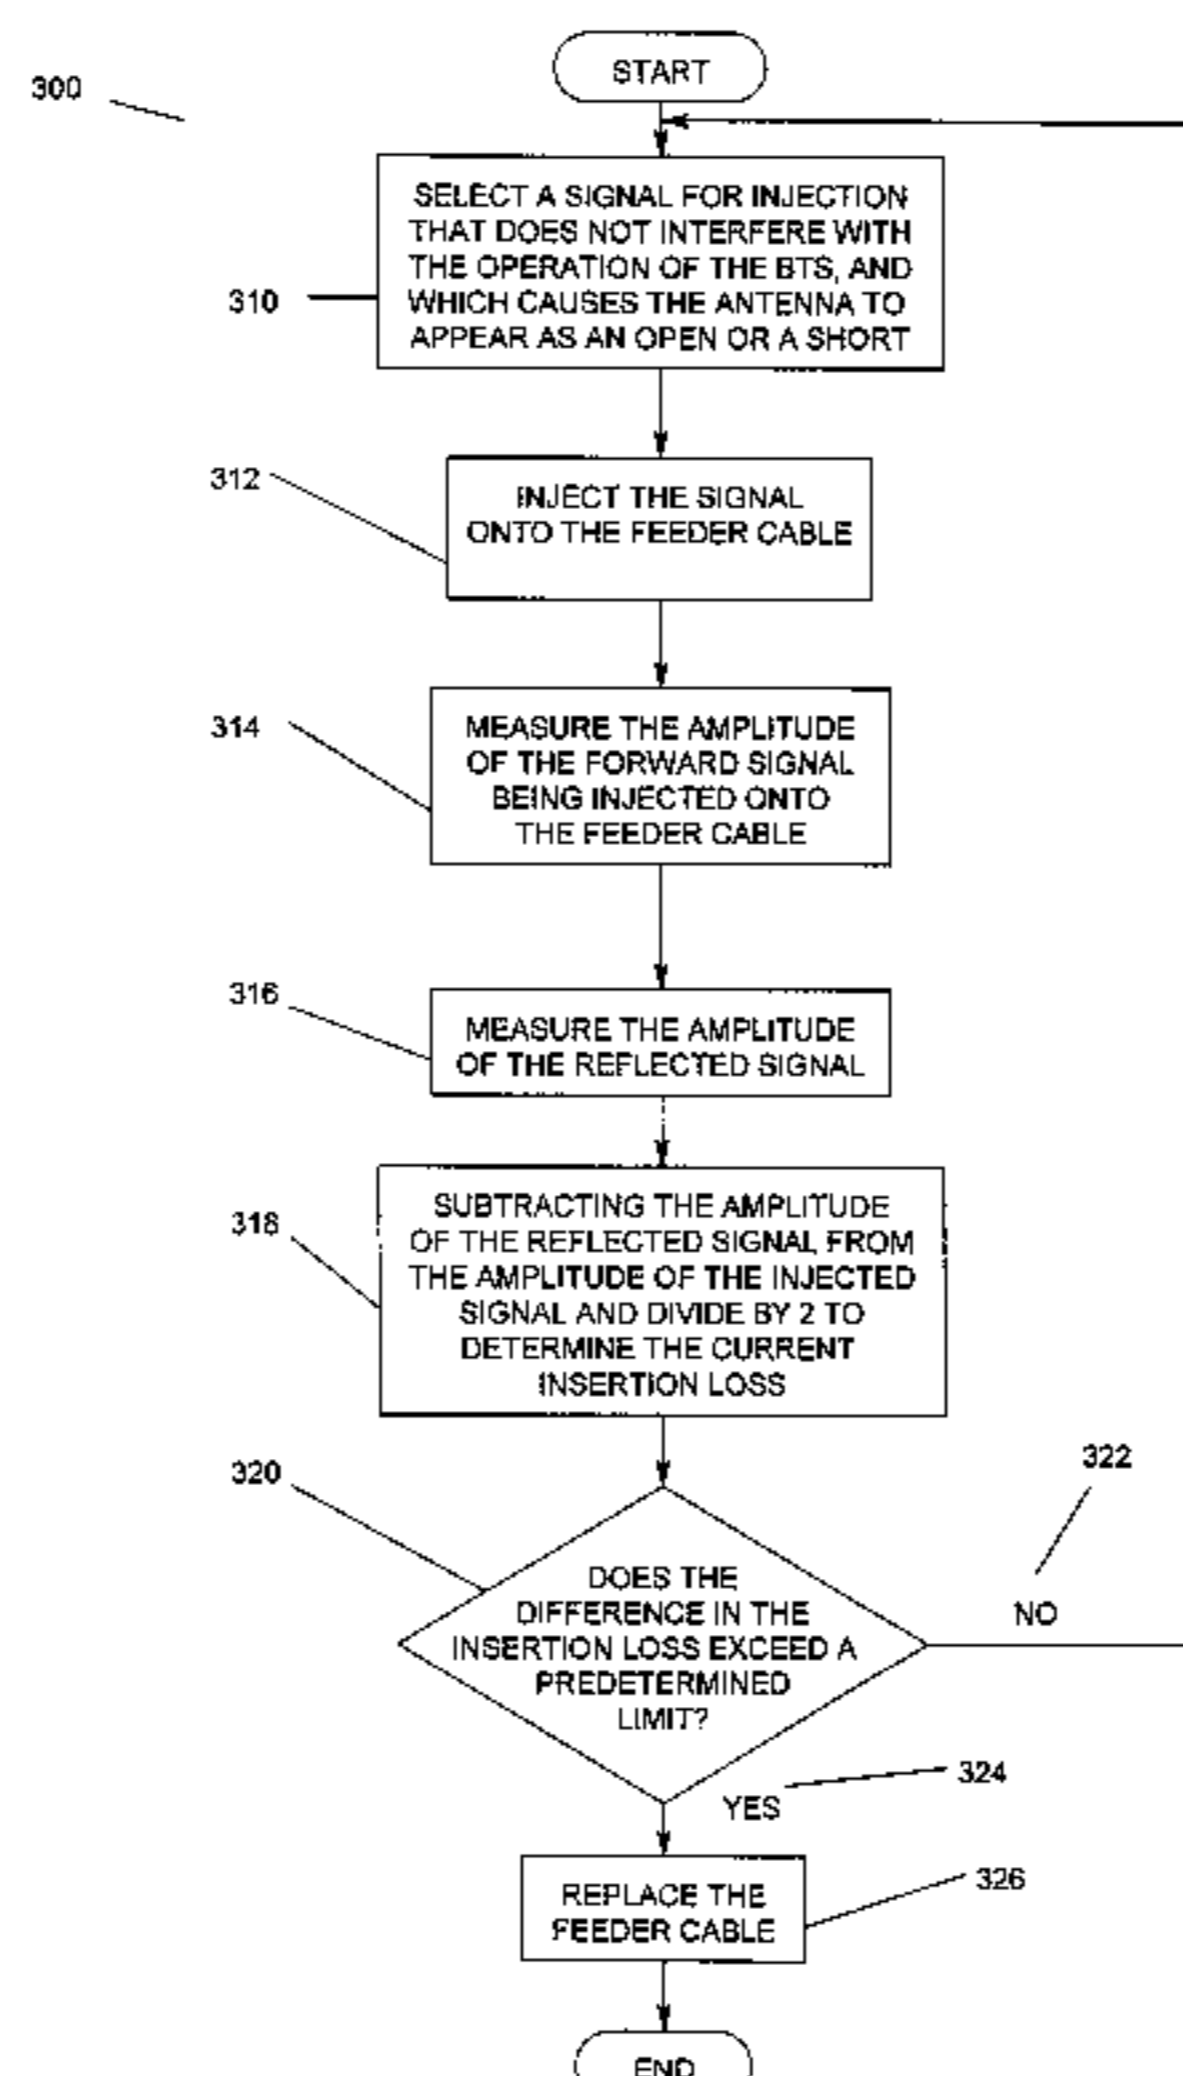 START
300
SELECT A SIGNAL FOR INJECTION
THAT DOES NOT INTERFERE WITH
THE OPERATION OF THE BTS, AND
WHICH CAUSES THE ANTENNA TO
APPEAR AS AN OPEN OR A SHORT
310
312
INJECT THE SIGNAL
ONTO THE FEEDER CABLE
314
MEASURE THE AMPLITUDE
OF THE FORWARD SIGNAL
BEING INJECTED ONTO
THE FEEDER CABLE
316
MEASURE THE AMPLITUDE
OF THE REFLECTED SIGNAL
318
SUBTRACTING THE AMPLITUDE
OF THE REFLECTED SIGNAL FROM
THE AMPLITUDE OF THE INJECTED
SIGNAL AND DIVIDE BY 2 TO
DETERMINE THE CURRENT
INSERTION LOSS
320
322
DOES THE
DIFFERENCE IN THE
INSERTION LOSS EXCEED A
PREDETERMINED
LIMIT?
NO
324
YES
326
REPLACE THE
FEEDER CABLE
END